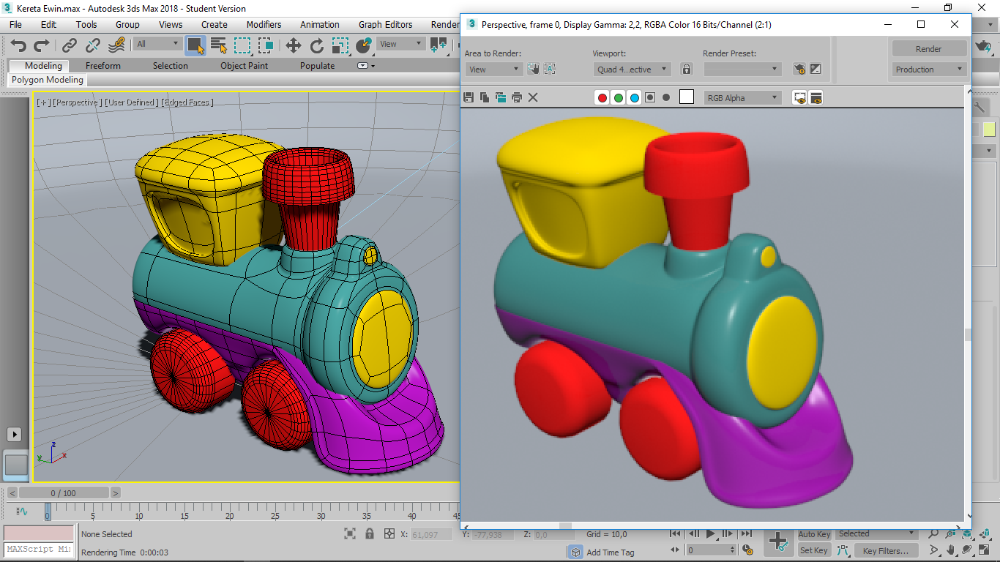 Kereta Ewin.max - Autodesk 3ds Max 2018 - Student Version
File Edit Tools Group Views Create Modifiers Animation Graph Editors Render
All View
Modeling Freeform Selection Object Paint Populate
Polygon Modeling
[ + ] [Perspective ] [User Defined ] [Edged Faces ]
z
y x
Perspective, frame 0, Display Gamma: 2,2, RGBA Color 16 Bits/Channel (2:1)
Area to Render: Viewport: Render Preset: Render
View Quad 4...ective Production
RGB Alpha
< 0 / 100 >
0 5 10 15 20 25 30 35 40 45
None Selected X: 61,097 Y: -77,938 Z: 0,0 Grid = 10,0 Auto Key Selected
MAXScript Mi Rendering Time 0:00:03 Add Time Tag 0 Set Key Key Filters...